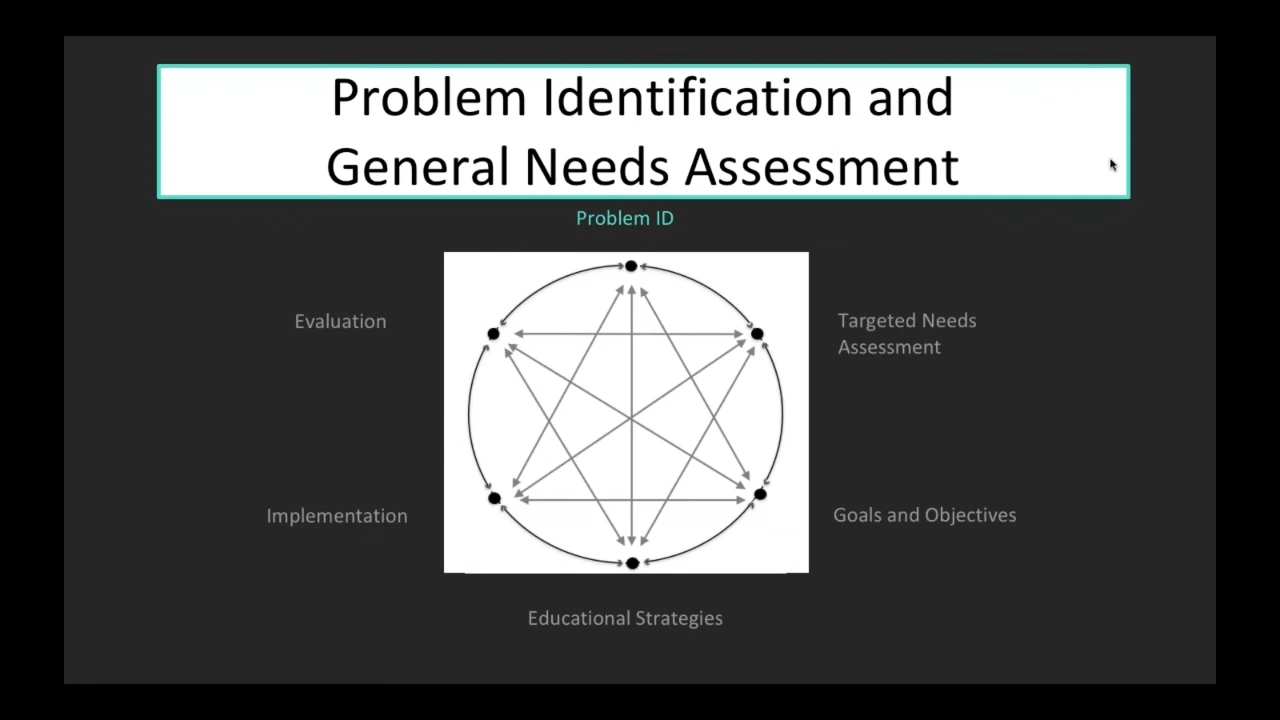 Problem Identification and
General Needs Assessment
Problem ID
Evaluation
Targeted Needs
Assessment
Implementation
Goals and Objectives
Educational Strategies